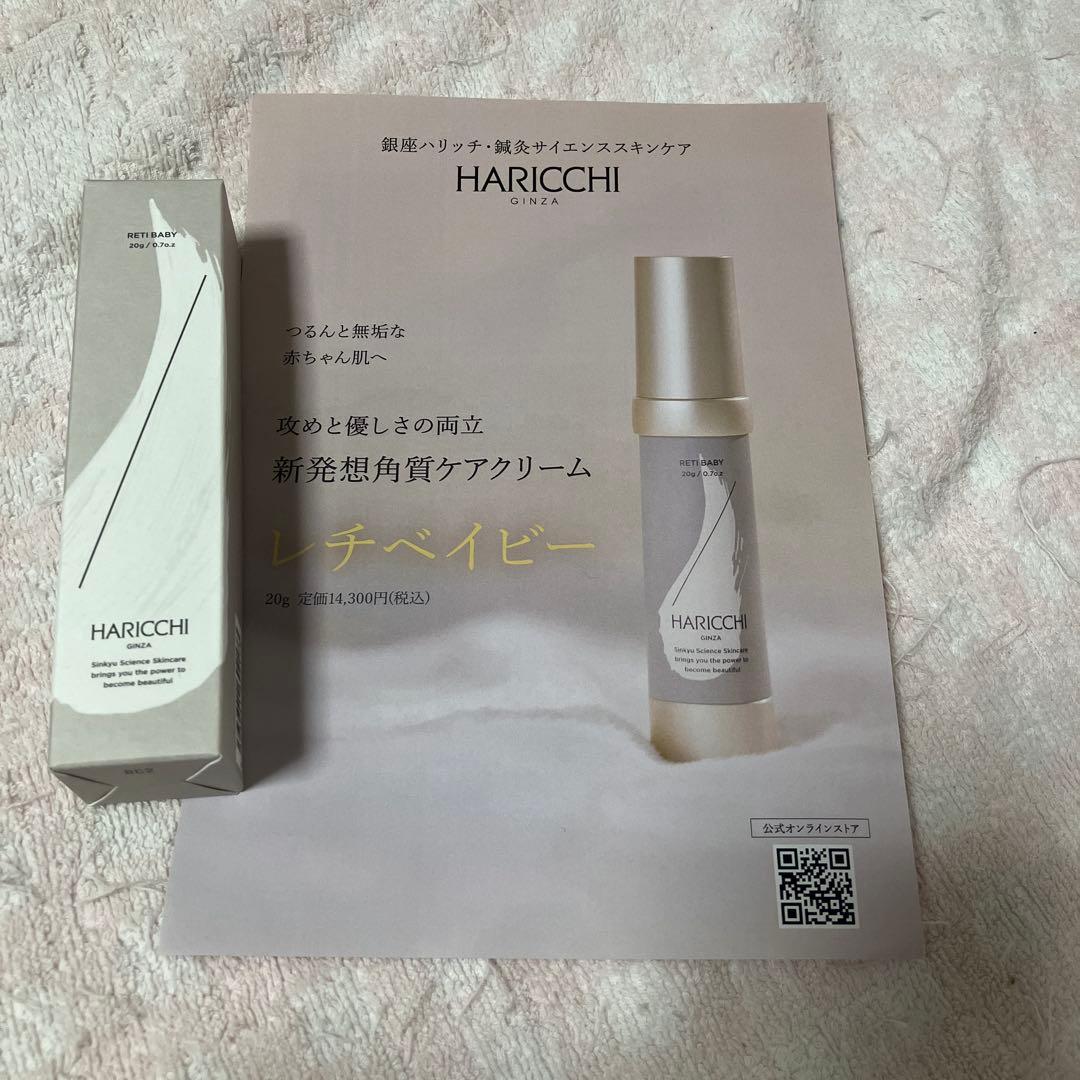 RETI BABY
20g / 0.7o.z
HARICCHI
GINZA
Sinkyu Science Skincare
brings you the power to
become beautiful
銀座ハリッチ・鍼灸サイエンススキンケア
HARICCHI
GINZA
つるんと無垢な
赤ちゃん肌へ
攻めと優しさの両立
新発想角質ケアクリーム
レチベイビー
20g 定価14,300円(税込)
RETI BABY
20g / 0.7o.z
HARICCHI
GINZA
Sinkyu Science Skincare
brings you the power to
become beautiful
公式オンラインストア